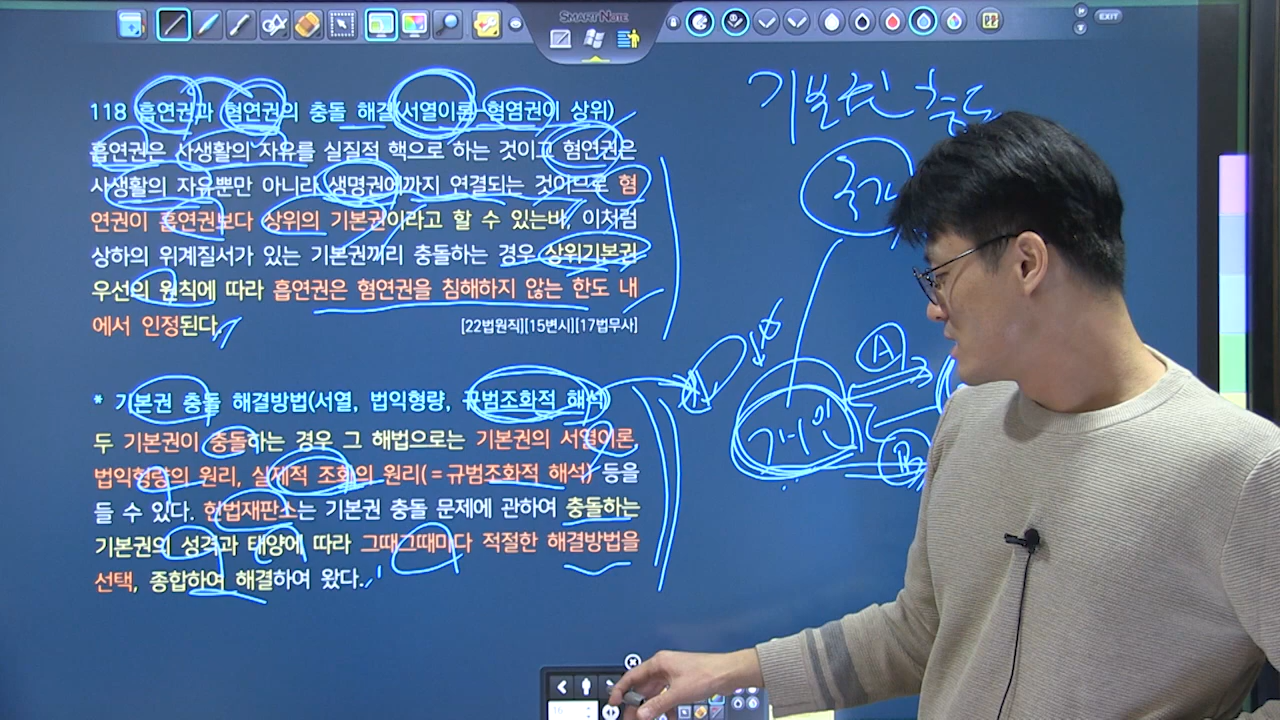 SMART NOTE
EXIT
118 흡연권과 혐연권의 충돌 해결(서열이론-혐염권이 상위)
흡연권은 사생활의 자유를 실질적 핵으로 하는 것이고 혐연권은
사생활의 자유뿐만 아니라 생명권에까지 연결되는 것이므로 혐
연권이 흡연권보다 상위의 기본권이라고 할 수 있는바, 이처럼
상하의 위계질서가 있는 기본권끼리 충돌하는 경우 상위기본권
우선의 원칙에 따라 흡연권은 혐연권을 침해하지 않는 한도 내
에서 인정된다.
[22법원직][15변시][17법무사]
* 기본권 충돌 해결방법(서열, 법익형량, 규범조화적 해석)
두 기본권이 충돌하는 경우 그 해법으로는 기본권의 서열이론,
법익형량의 원리, 실제적 조화의 원리(=규범조화적 해석) 등을
들 수 있다. 헌법재판소는 기본권 충돌 문제에 관하여 충돌하는
기본권의 성격과 태양에 따라 그때그때마다 적절한 해결방법을
선택, 종합하여 해결하여 왔다.
기본권 충돌
A
개인
B